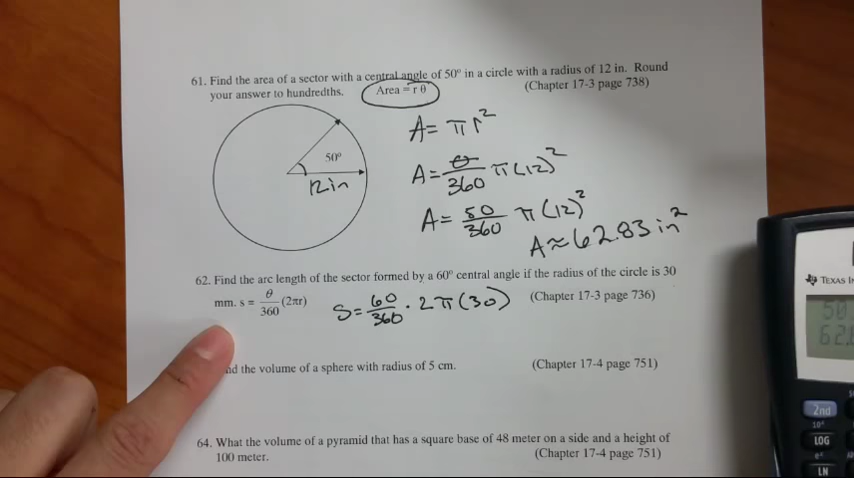 61. Find the area of a sector with a central angle of 50° in a circle with a radius of 12 in. Round
your answer to hundredths. Area = r θ (Chapter 17-3 page 738)
A = πr²
50°
12 in
A = θ/360 π(12)²
A = 50/360 π(12)²
A ≈ 62.83 in²
62. Find the arc length of the sector formed by a 60° central angle if the radius of the circle is 30
mm. s = θ/360 (2πr) S = 60/360 · 2π(30) (Chapter 17-3 page 736)
the volume of a sphere with radius of 5 cm. (Chapter 17-4 page 751)
64. What the volume of a pyramid that has a square base of 48 meter on a side and a height of
100 meter. (Chapter 17-4 page 751)
TEXAS
50
2nd
LOG
LN